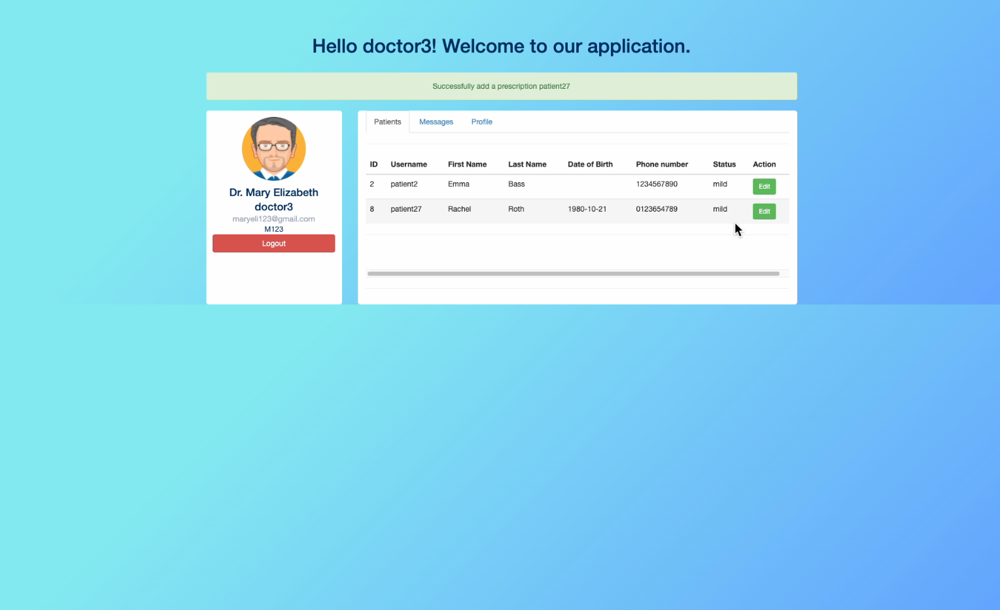 Hello doctor3! Welcome to our application.
Successfully add a prescription patient27
Dr. Mary Elizabeth
doctor3
maryeli123@gmail.com
M123
Logout
Patients Messages Profile
ID Username First Name Last Name Date of Birth Phone number Status Action
2 patient2 Emma Bass 1234567890 mild Edit
8 patient27 Rachel Roth 1980-10-21 0123654789 mild Edit